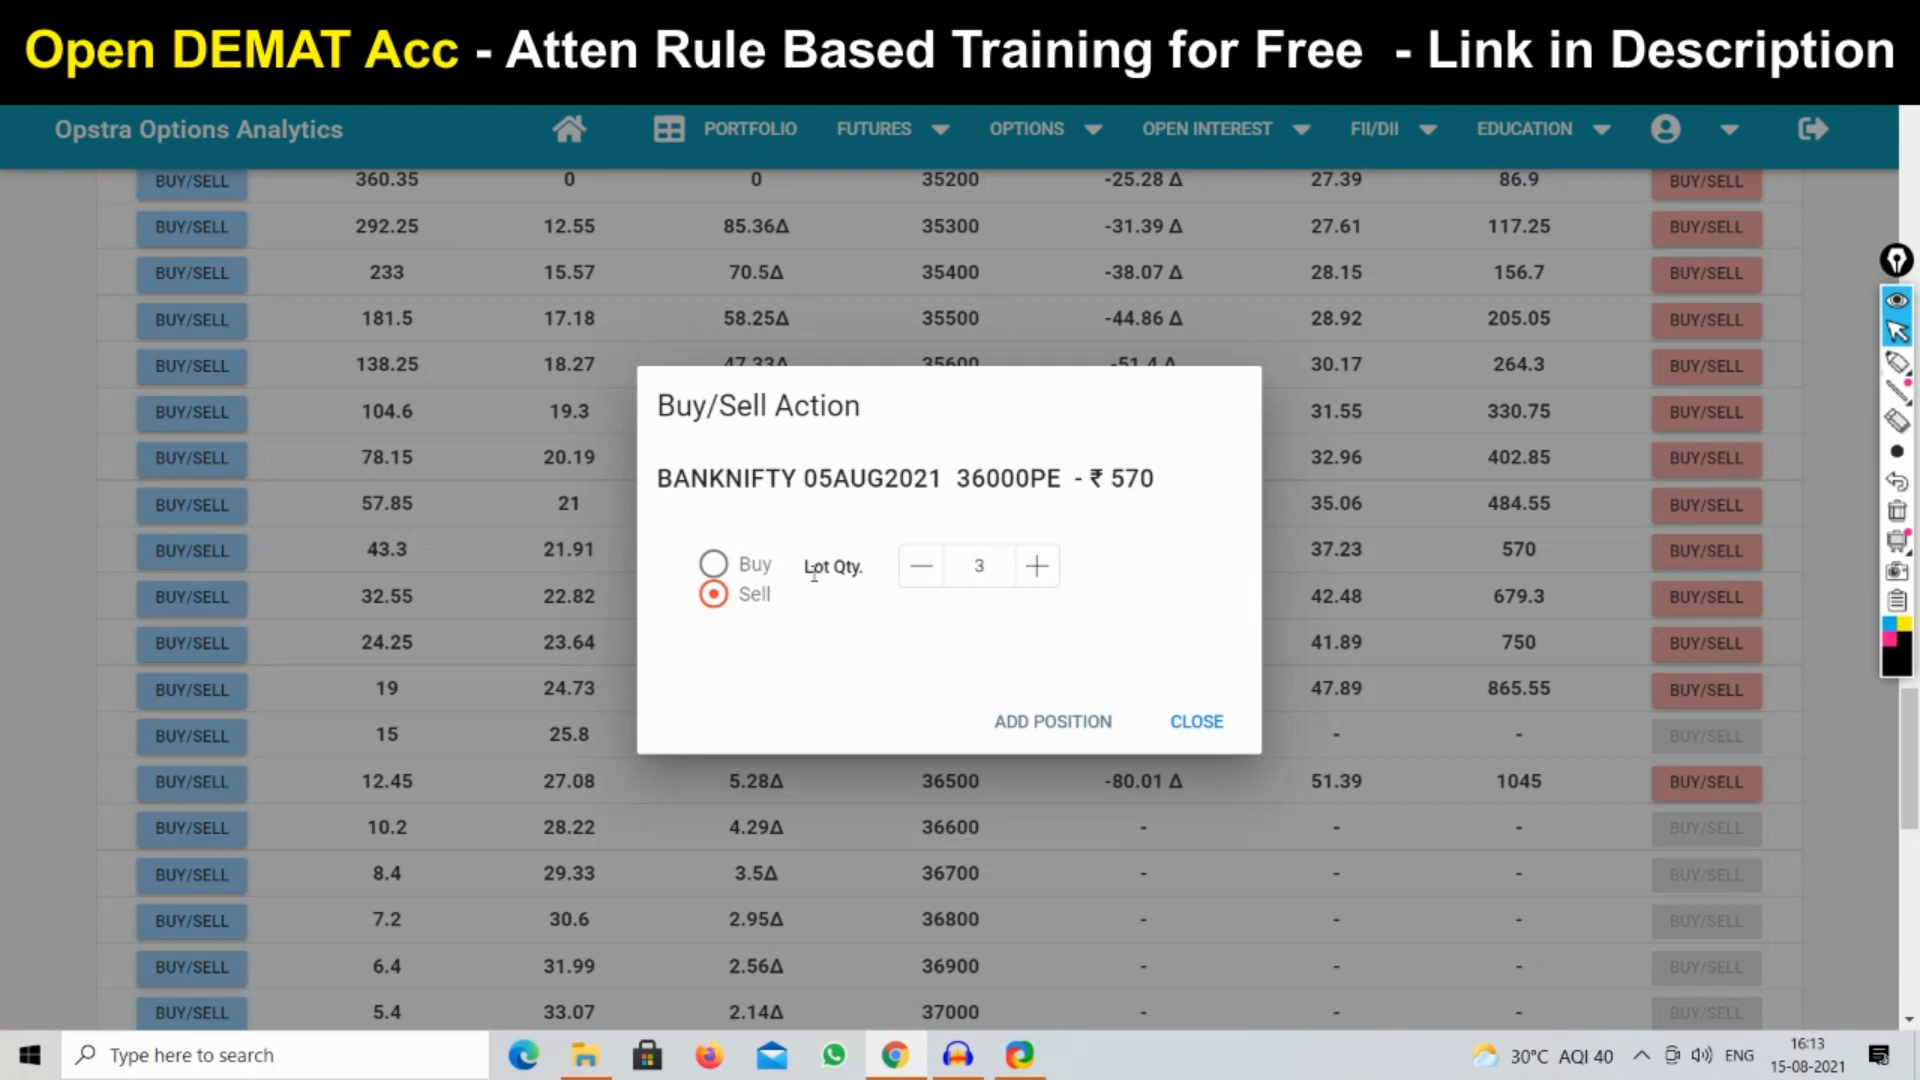 Open DEMAT Acc - Atten Rule Based Training for Free - Link in Description
Opstra Options Analytics PORTFOLIO FUTURES OPTIONS OPEN INTEREST FII/DII EDUCATION
BUY/SELL 360.35 0 0 35200 -25.28 Δ 27.39 86.9 BUY/SELL
BUY/SELL 292.25 12.55 85.36Δ 35300 -31.39 Δ 27.61 117.25 BUY/SELL
BUY/SELL 233 15.57 70.5Δ 35400 -38.07 Δ 28.15 156.7 BUY/SELL
BUY/SELL 181.5 17.18 58.25Δ 35500 -44.86 Δ 28.92 205.05 BUY/SELL
BUY/SELL 138.25 18.27 47.33Δ 35600 -51.4 Δ 30.17 264.3 BUY/SELL
BUY/SELL 104.6 19.3 31.55 330.75 BUY/SELL
BUY/SELL 78.15 20.19 32.96 402.85 BUY/SELL
BUY/SELL 57.85 21 35.06 484.55 BUY/SELL
BUY/SELL 43.3 21.91 37.23 570 BUY/SELL
BUY/SELL 32.55 22.82 42.48 679.3 BUY/SELL
BUY/SELL 24.25 23.64 41.89 750 BUY/SELL
BUY/SELL 19 24.73 47.89 865.55 BUY/SELL
BUY/SELL 15 25.8 - - BUY/SELL
BUY/SELL 12.45 27.08 5.28Δ 36500 -80.01 Δ 51.39 1045 BUY/SELL
BUY/SELL 10.2 28.22 4.29Δ 36600 - - - BUY/SELL
BUY/SELL 8.4 29.33 3.5Δ 36700 - - - BUY/SELL
BUY/SELL 7.2 30.6 2.95Δ 36800 - - - BUY/SELL
BUY/SELL 6.4 31.99 2.56Δ 36900 - - - BUY/SELL
BUY/SELL 5.4 33.07 2.14Δ 37000 - - - BUY/SELL
Buy/Sell Action
BANKNIFTY 05AUG2021 36000PE - ₹ 570
Buy Lot Qty. 3
Sell
ADD POSITION CLOSE
Type here to search 30°C AQI 40 ENG 16:13
15-08-2021